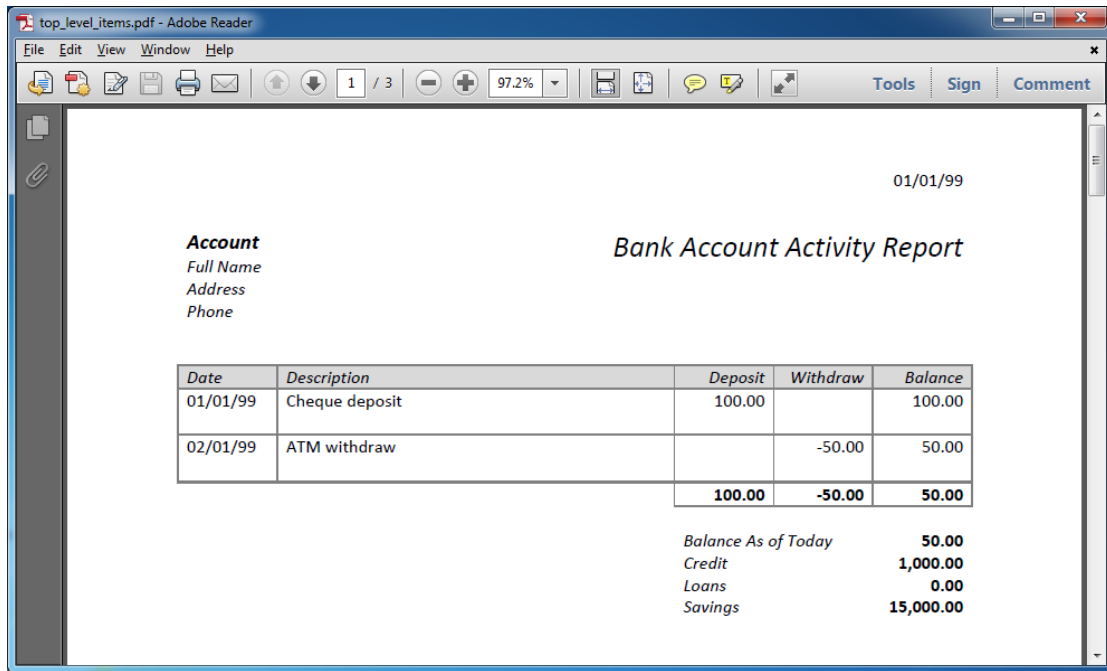 top_level_items.pdf - Adobe Reader
File Edit View Window Help
1 / 3 97.2% Tools Sign Comment
01/01/99
Account Bank Account Activity Report
Full Name
Address
Phone
Date Description Deposit Withdraw Balance
01/01/99 Cheque deposit 100.00 100.00
02/01/99 ATM withdraw -50.00 50.00
100.00 -50.00 50.00
Balance As of Today 50.00
Credit 1,000.00
Loans 0.00
Savings 15,000.00